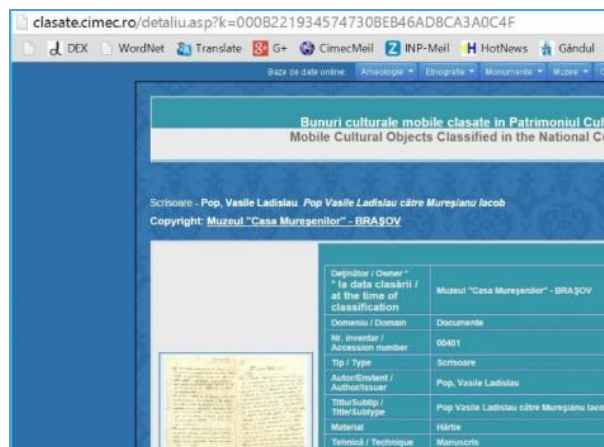 clasate.cimec.ro/detaliu.asp?k=000B221934574730BEB46AD8CA3A0C4F
DEX WordNet Translate G+ CimecMeil INP-Meil HotNews Gândul
Baze de date online: Arheologie Etnografie Monumente Muzee
Bunuri culturale mobile clasate în Patrimoniul Cul
Mobile Cultural Objects Classified in the National C
Scrisoare - Pop, Vasile Ladislau Pop Vasile Ladislau către Mureşianu Iacob
Copyright: Muzeul "Casa Mureşenilor" - BRAŞOV
Deţinător / Owner *
* la data clasării /
at the time of
classification
Muzeul "Casa Mureşenilor" - BRAŞOV
Domeniu / Domain Documente
Nr. inventar /
Accession number
00401
Tip / Type Scrisoare
Autor/Emitent /
Author/Issuer
Pop, Vasile Ladislau
Titlu/Subtip /
Title/Subtype
Pop Vasile Ladislau către Mureşianu Iaco
Material Hârtie
Tehnică / Technique Manuscris